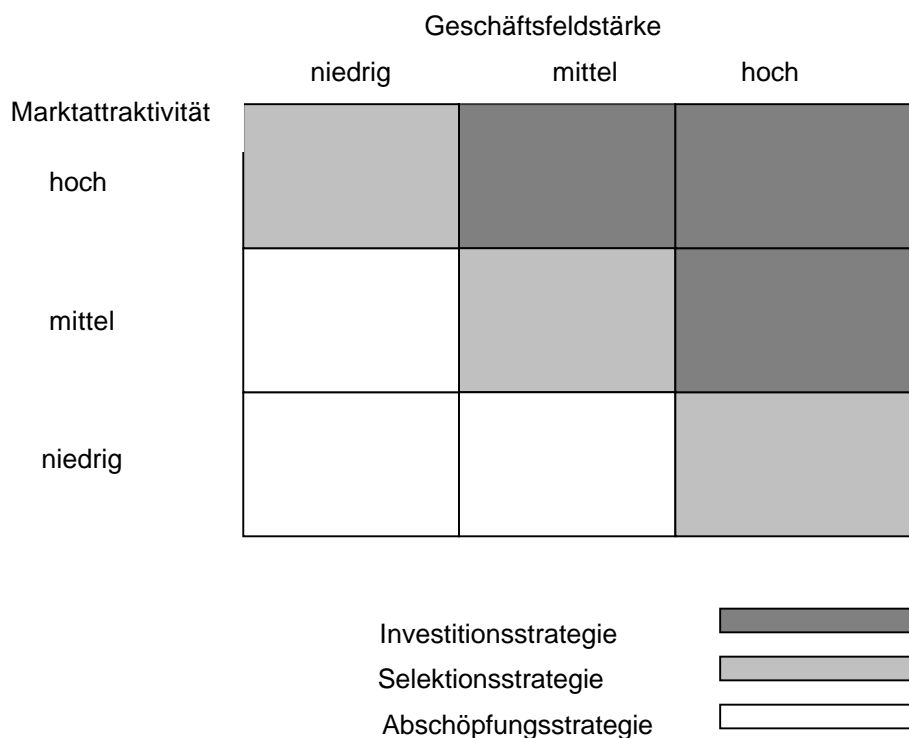 Geschäftsfeldstärke
niedrig mittel hoch
Marktattraktivität
hoch
mittel
niedrig
Investitionsstrategie
Selektionsstrategie
Abschöpfungsstrategie